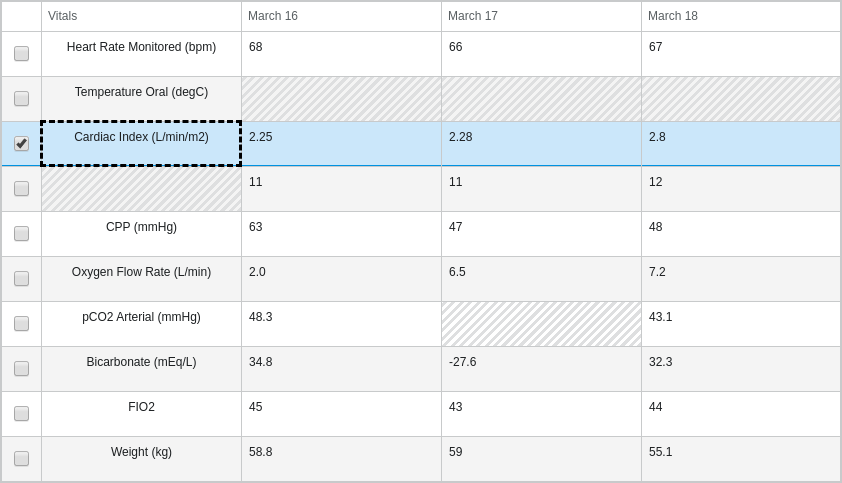 Vitals March 16 March 17 March 18
Heart Rate Monitored (bpm) 68 66 67
Temperature Oral (degC)
Cardiac Index (L/min/m2) 2.25 2.28 2.8
11 11 12
CPP (mmHg) 63 47 48
Oxygen Flow Rate (L/min) 2.0 6.5 7.2
pCO2 Arterial (mmHg) 48.3 43.1
Bicarbonate (mEq/L) 34.8 -27.6 32.3
FIO2 45 43 44
Weight (kg) 58.8 59 55.1